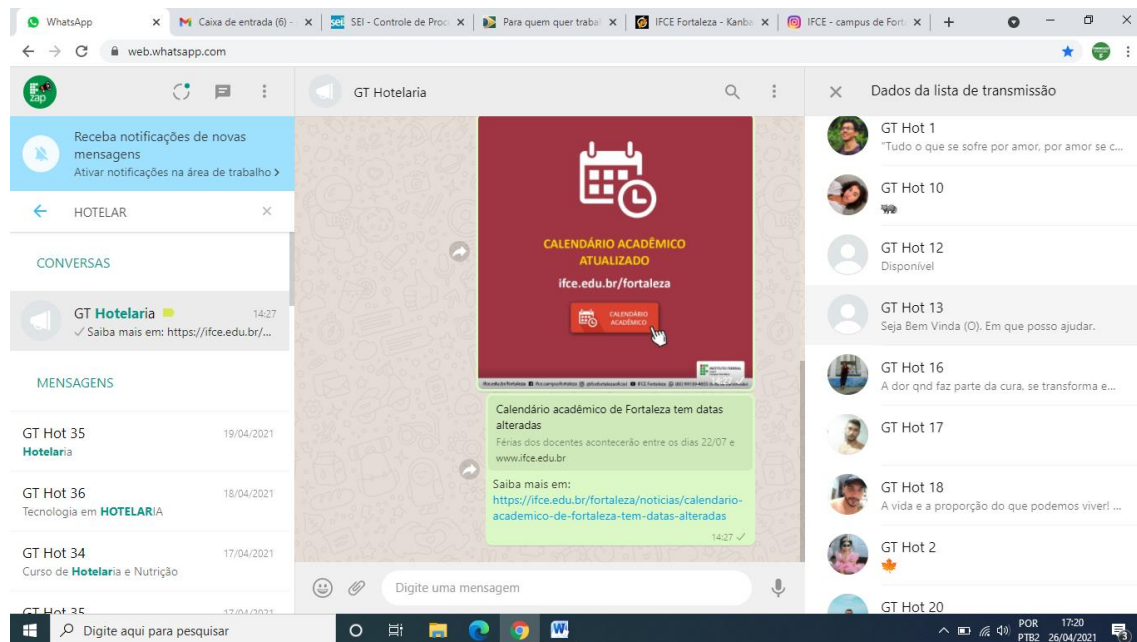 WhatsApp
Caixa de entrada (6) -
sei. SEI - Controle de Proc
Para quem quer trabal
IFCE Fortaleza - Kanba
IFCE - campus de Fort
web.whatsapp.com
zap
GT Hotelaria
Dados da lista de transmissão
Receba notificações de novas
mensagens
Ativar notificações na área de trabalho >
HOTELAR
CONVERSAS
GT Hotelaria
14:27
Saiba mais em: https://ifce.edu.br/...
MENSAGENS
GT Hot 35
19/04/2021
Hotelaria
GT Hot 36
18/04/2021
Tecnologia em HOTELARIA
GT Hot 34
17/04/2021
Curso de Hotelaria e Nutrição
GT Hot 35
17/04/2021
CALENDÁRIO ACADÊMICO
ATUALIZADO
ifce.edu.br/fortaleza
CALENDÁRIO
ACADÊMICO
INSTITUTO FEDERAL
Calendário acadêmico de Fortaleza tem datas
alteradas
Férias dos docentes acontecerão entre os dias 22/07 e
www.ifce.edu.br
Saiba mais em:
https://ifce.edu.br/fortaleza/noticias/calendario-
academico-de-fortaleza-tem-datas-alteradas
14:27
Digite uma mensagem
GT Hot 1
"Tudo o que se sofre por amor, por amor se c...
GT Hot 10
GT Hot 12
Disponível
GT Hot 13
Seja Bem Vinda (O). Em que posso ajudar.
GT Hot 16
A dor qnd faz parte da cura, se transforma e...
GT Hot 17
GT Hot 18
A vida e a proporção do que podemos viver! ...
GT Hot 2
GT Hot 20
Digite aqui para pesquisar
POR
PTB2
17:20
26/04/2021